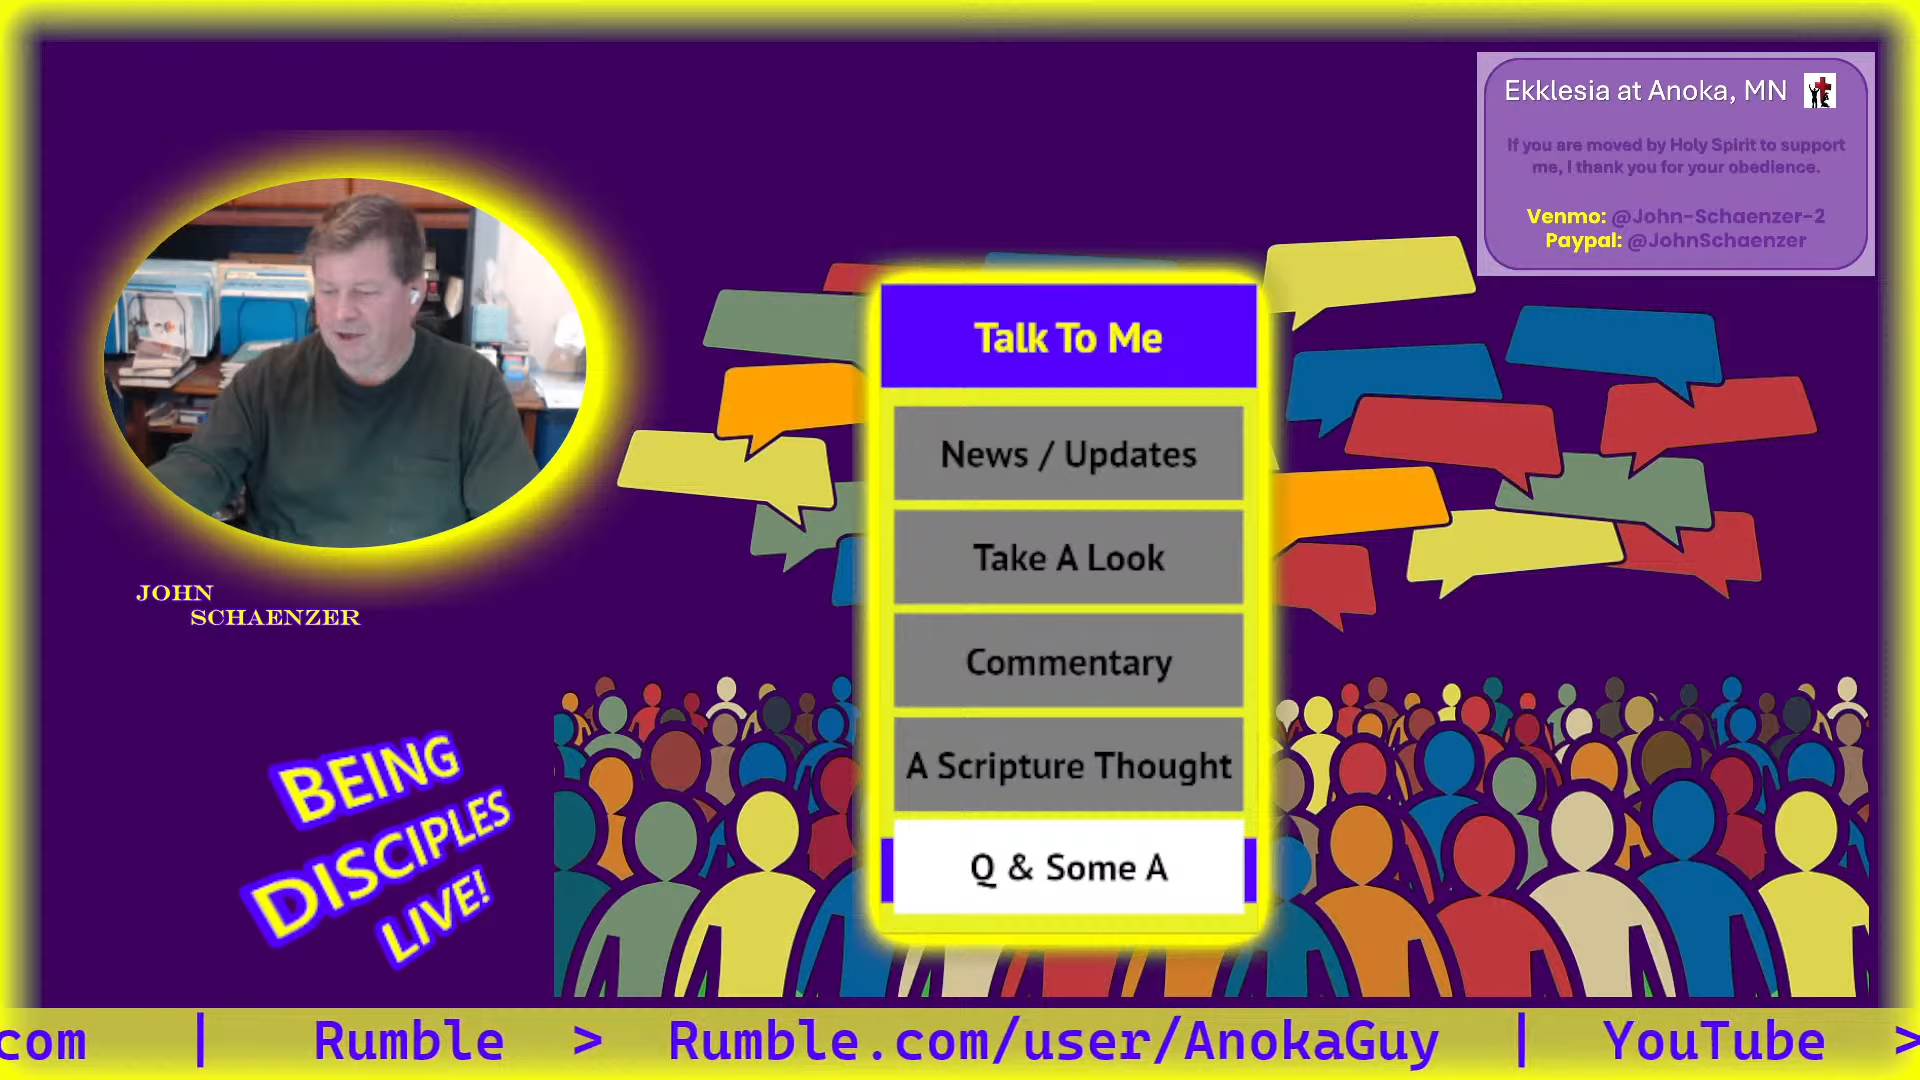 Ekklesia at Anoka, MN
If you are moved by Holy Spirit to support
me, I thank you for your obedience.
Venmo: @John-Schaenzer-2
Paypal: @JohnSchaenzer
Talk To Me
News / Updates
Take A Look
Commentary
A Scripture Thought
Q & Some A
JOHN
SCHAENZER
BEING
DISCIPLES
LIVE!
com | Rumble > Rumble.com/user/AnokaGuy | YouTube >